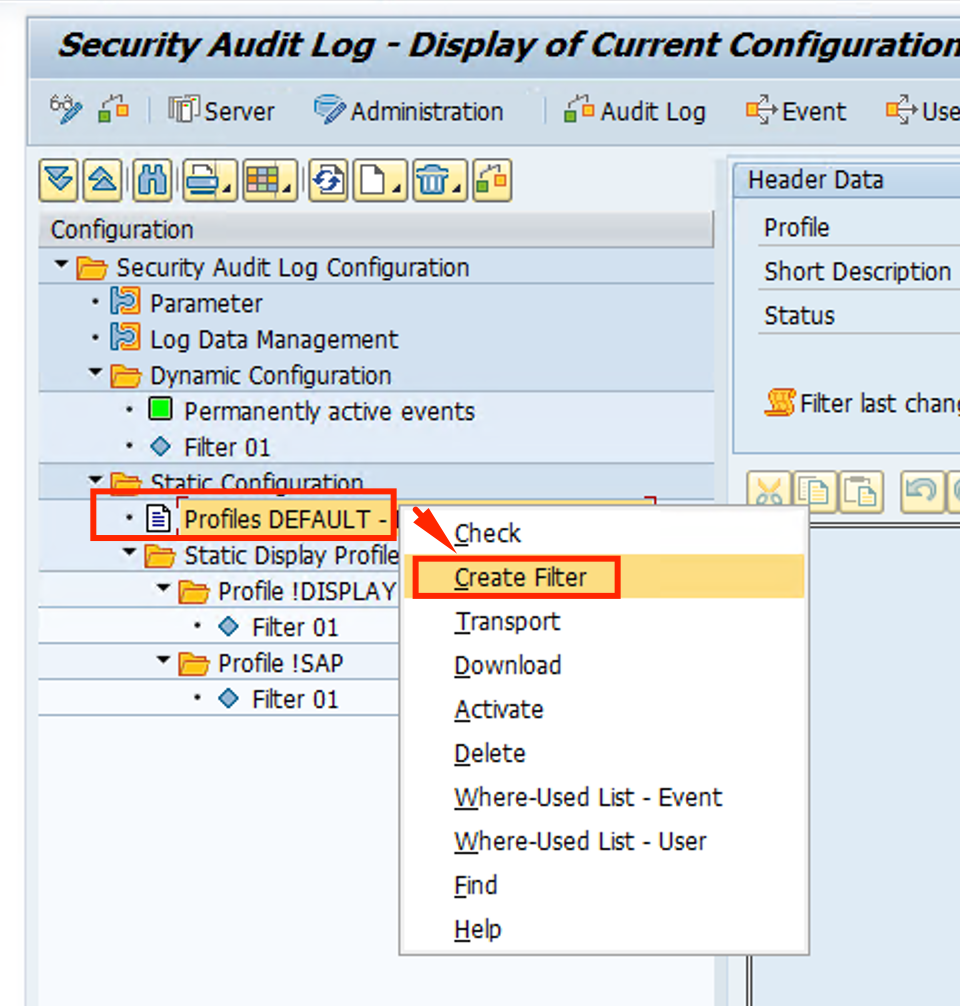 Security Audit Log - Display of Current Configuration
Server Administration Audit Log Event Use
Configuration
Security Audit Log Configuration
Parameter
Log Data Management
Dynamic Configuration
Permanently active events
Filter 01
Static Configuration
Profiles DEFAULT -
Static Display Profile
Profile !DISPLAY
Filter 01
Profile !SAP
Filter 01
Check
Create Filter
Transport
Download
Activate
Delete
Where-Used List - Event
Where-Used List - User
Find
Help
Header Data
Profile
Short Description
Status
Filter last chang